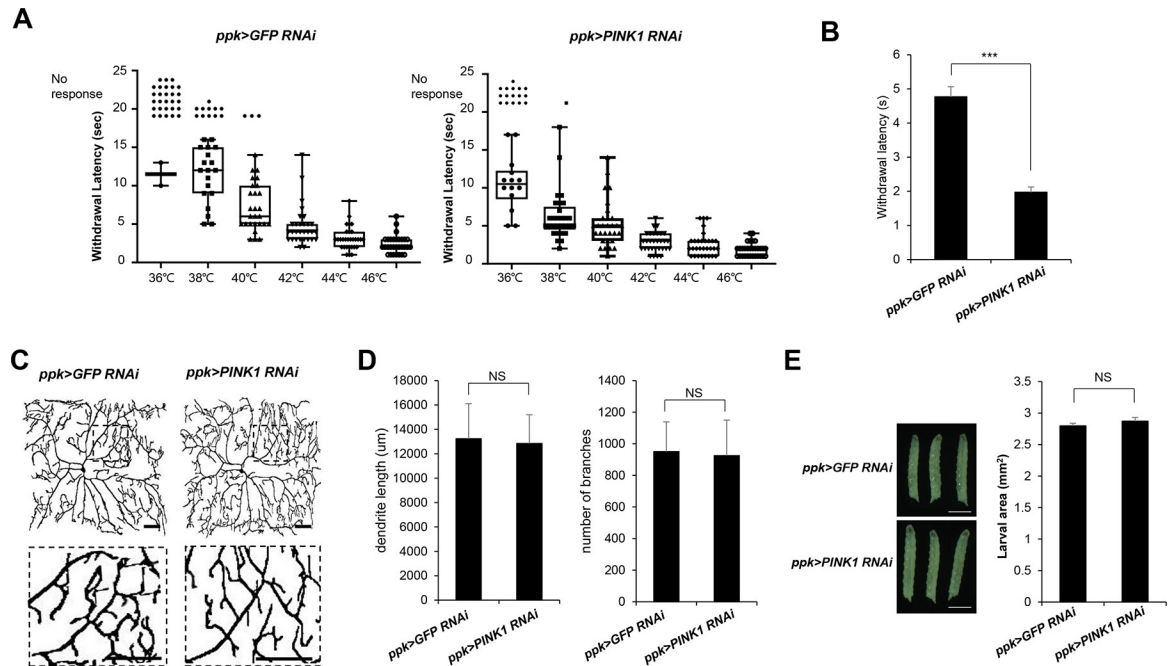 A
ppk>GFP RNAi
No
response
Withdrawal Latency (sec)
25
20
15
10
5
0
36℃
38℃
40℃
42℃
44℃
46℃
ppk>PINK1 RNAi
No
response
Withdrawal Latency (sec)
25
20
15
10
5
0
36℃
38℃
40℃
42℃
44℃
46℃
B
***
Withdrawal latency (s)
6
5
4
3
2
1
0
ppk>GFP RNAi
ppk>PINK1 RNAi
C
ppk>GFP RNAi
ppk>PINK1 RNAi
D
NS
dendrite length (um)
18000
16000
14000
12000
10000
8000
6000
4000
2000
0
ppk>GFP RNAi
ppk>PINK1 RNAi
NS
number of branches
1400
1200
1000
800
600
400
200
0
ppk>GFP RNAi
ppk>PINK1 RNAi
E
ppk>GFP RNAi
ppk>PINK1 RNAi
NS
Larval area (mm²)
3.5
3
2.5
2
1.5
1
0.5
0
ppk>GFP RNAi
ppk>PINK1 RNAi